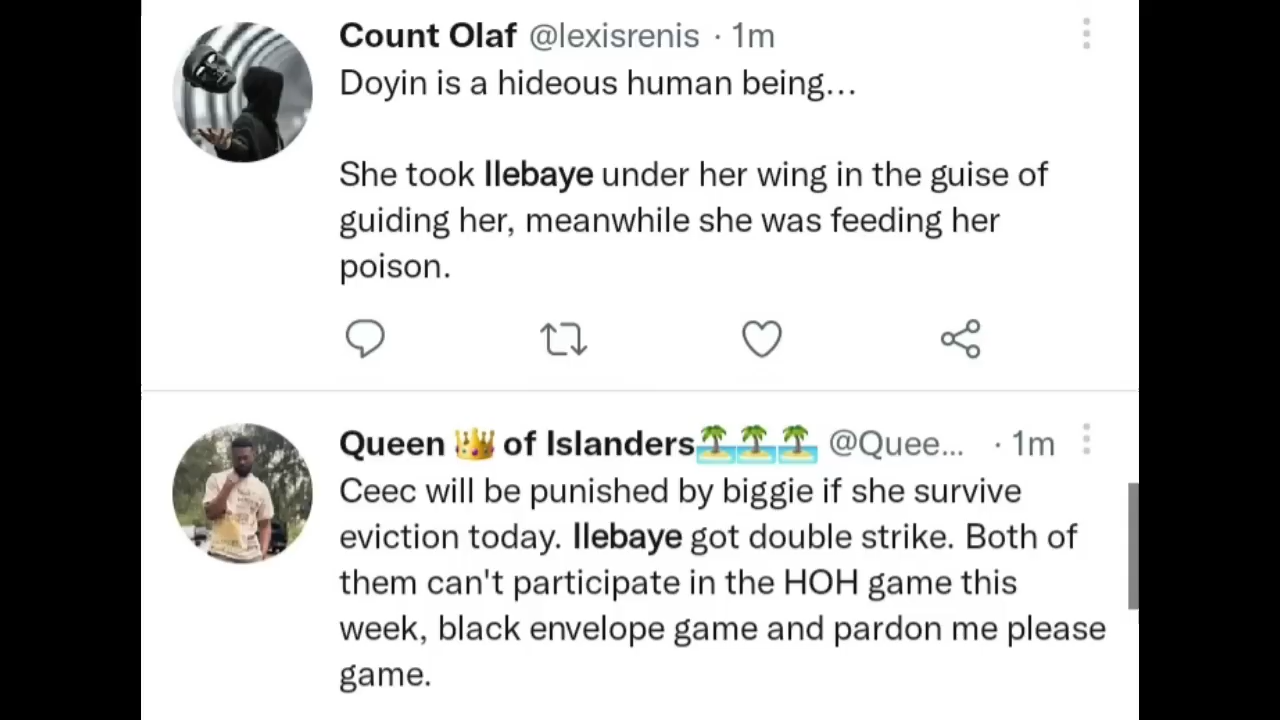 Count Olaf @lexisrenis · 1m
Doyin is a hideous human being...
She took Ilebaye under her wing in the guise of
guiding her, meanwhile she was feeding her
poison.
Queen 👑 of Islanders🏝️🏝️🏝️ @Quee... · 1m
Ceec will be punished by biggie if she survive
eviction today. Ilebaye got double strike. Both of
them can't participate in the HOH game this
week, black envelope game and pardon me please
game.